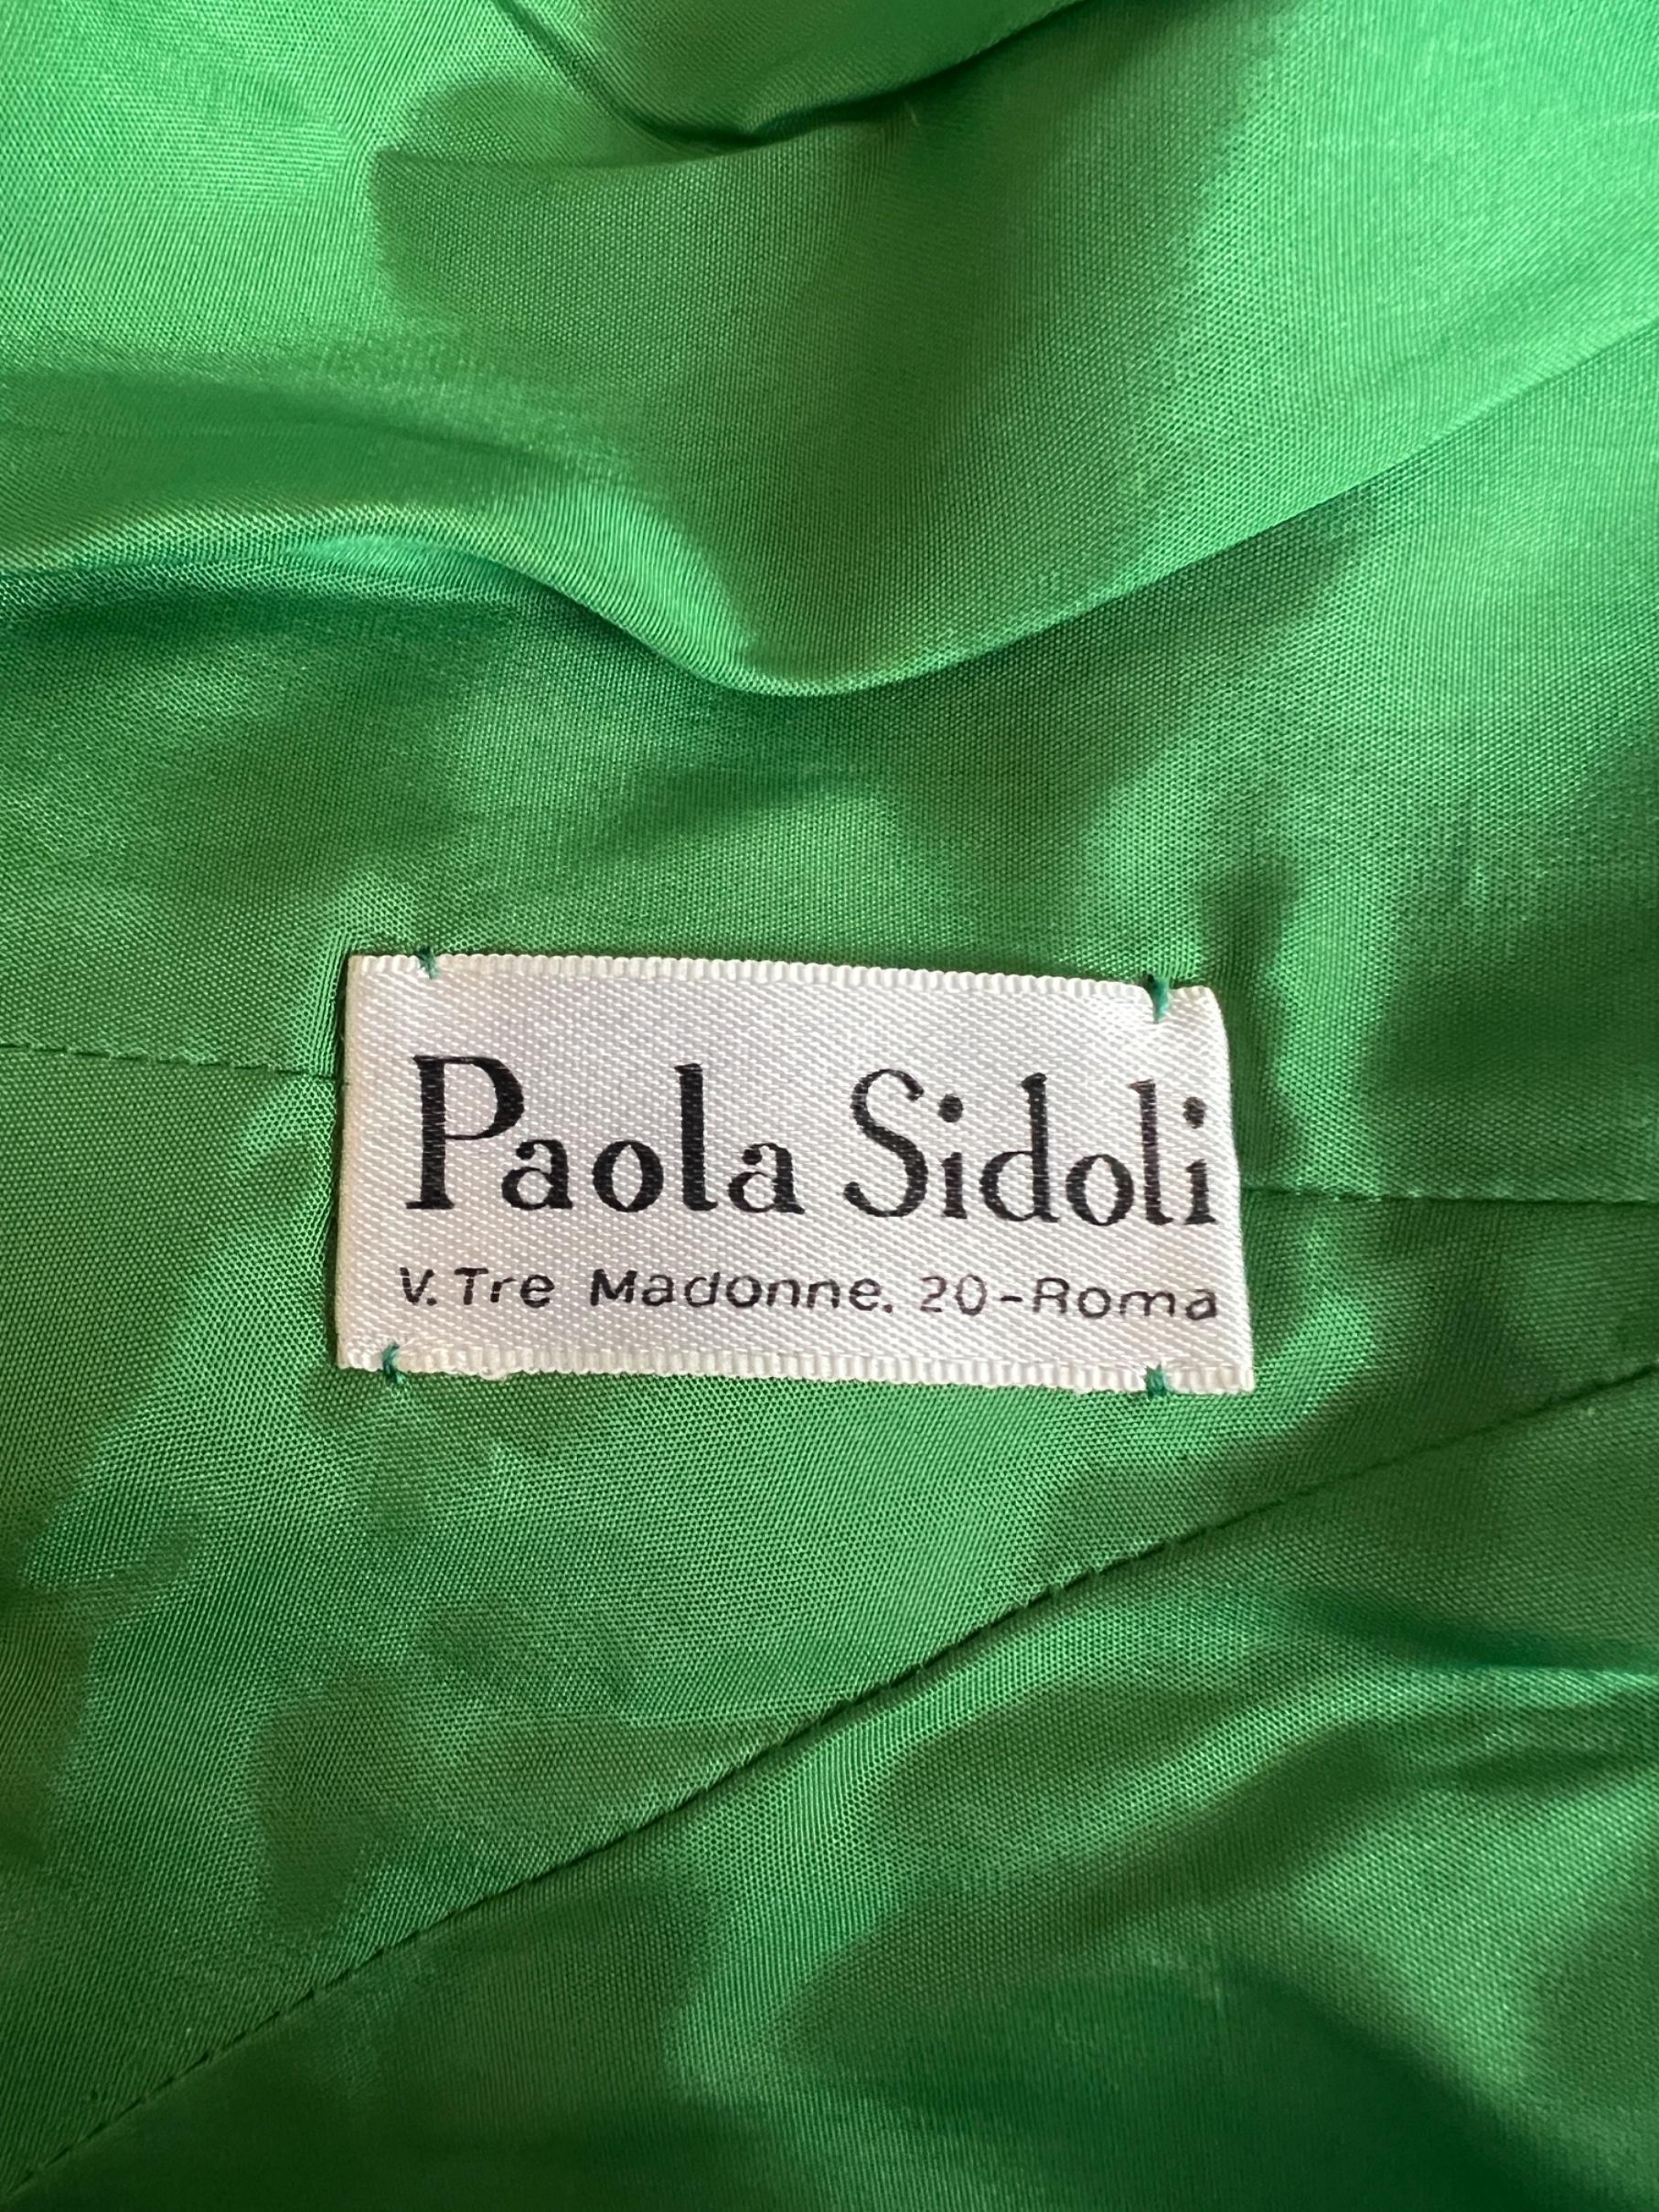 Paola Sidoli
V. Tre Madonne. 20-Roma